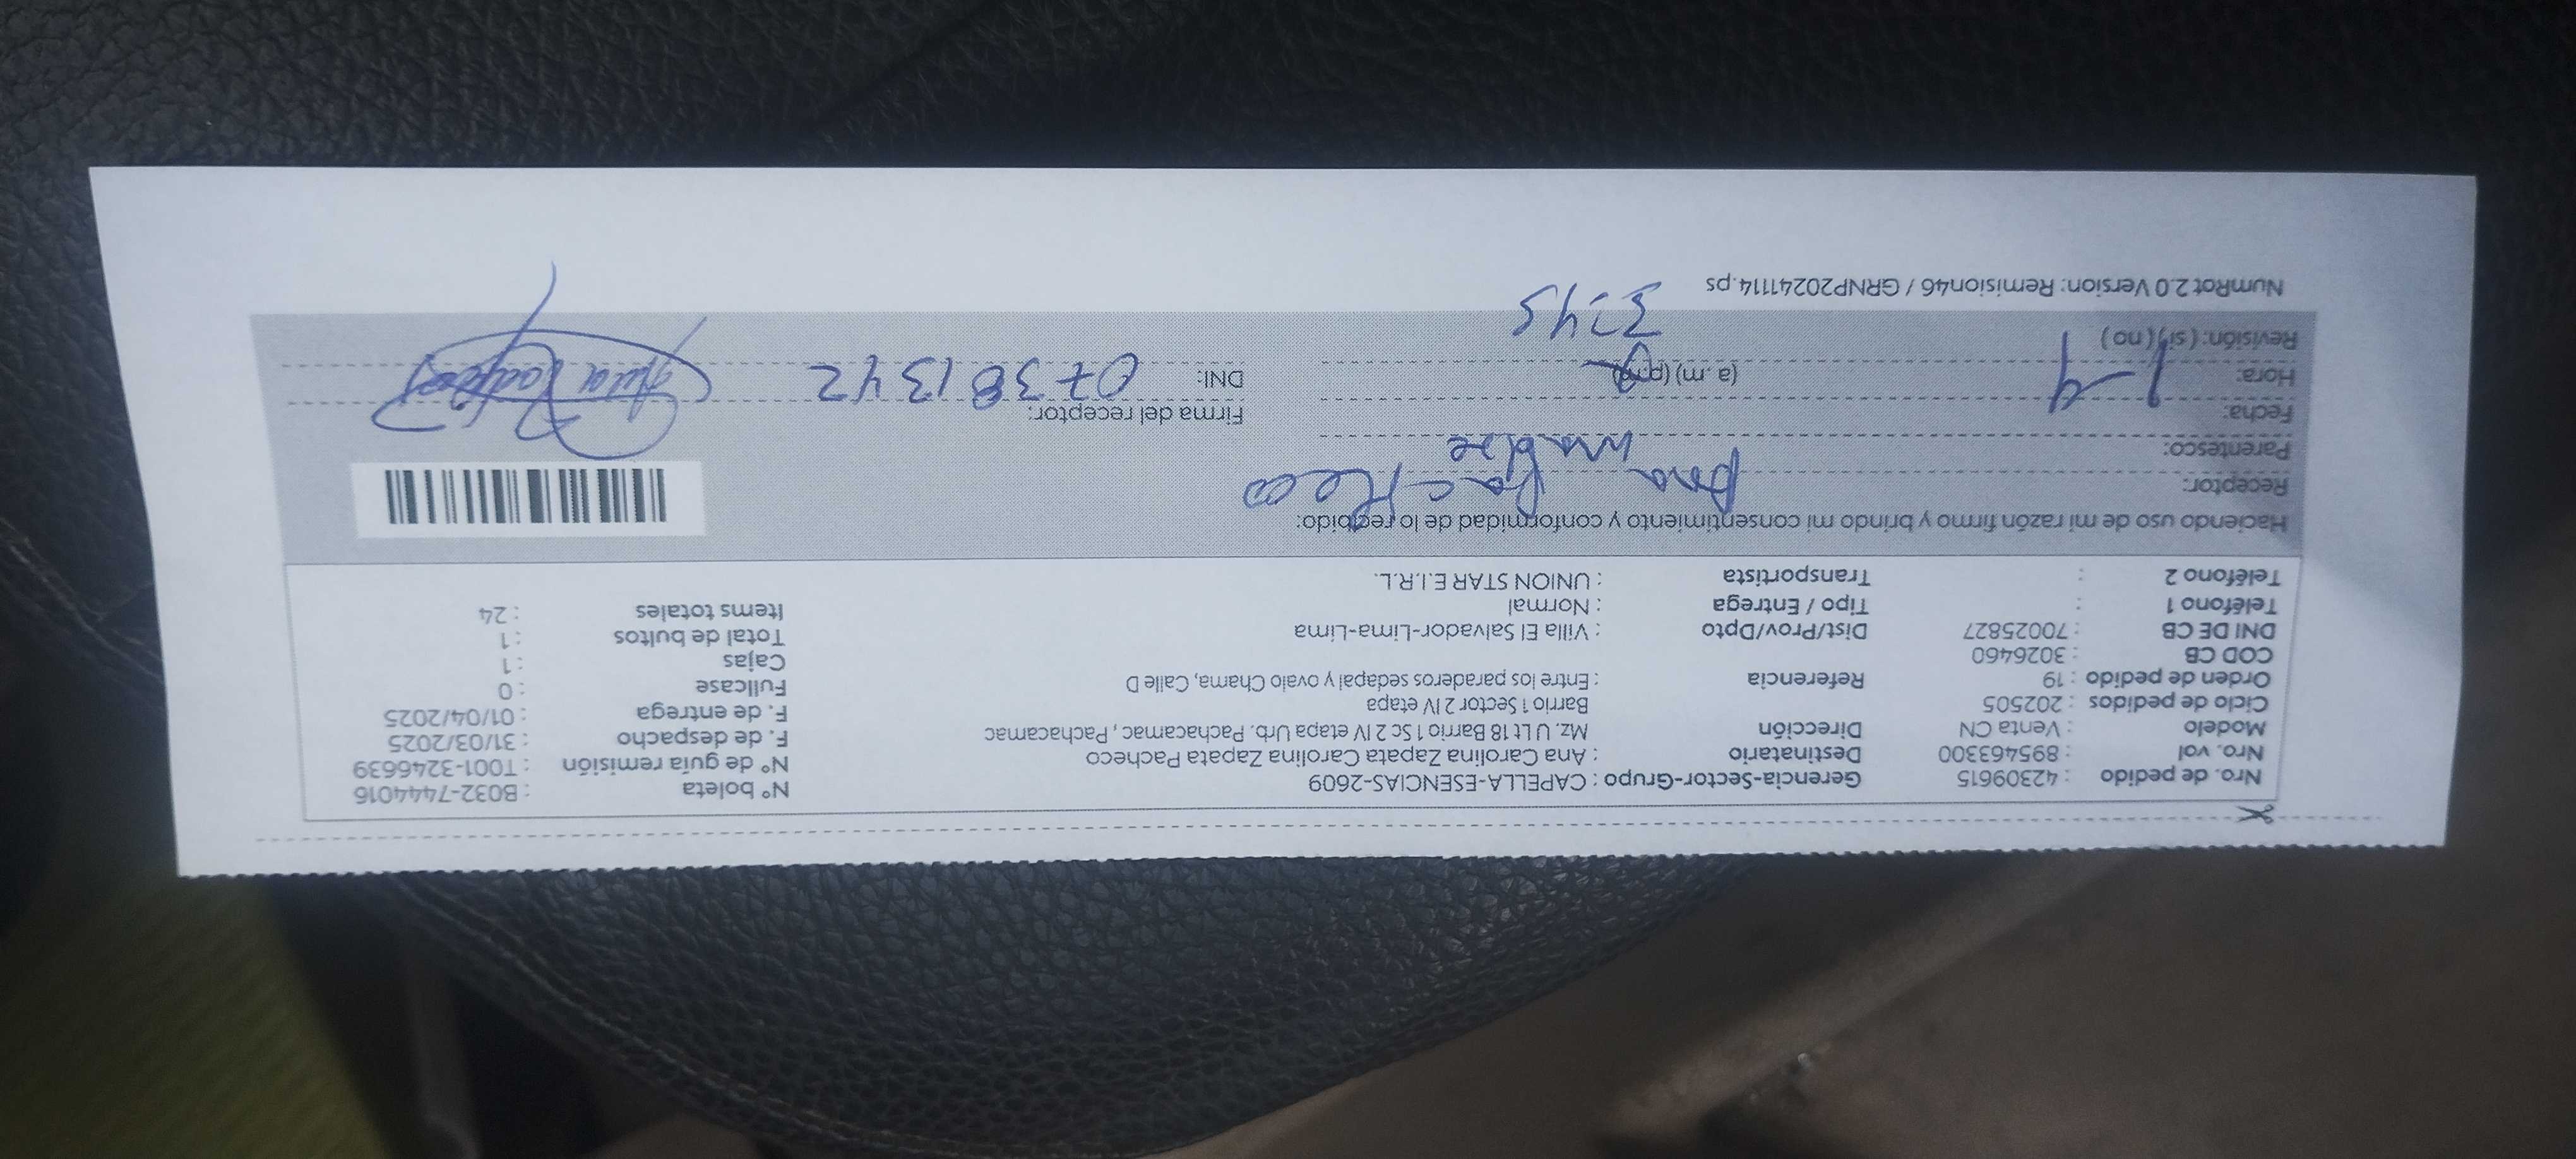 Nro. de pedido : 42309615 Gerencia-Sector-Grupo : CAPELLA-ESENCIAS-2609 N° boleta : B032-7444016
Nro. vol : 895463300 Destinatario : Ana Carolina Zapata Carolina Zapata Pacheco N° de guía remisión : T001-3246639
Modelo : Venta CN Dirección Mz. U Lt 18 Barrio 1 Sc 2 IV etapa Urb. Pachacamac , Pachacamac F. de despacho : 31/03/2025
Ciclo de pedidos : 202505 Barrio 1 Sector 2 IV etapa F. de entrega : 01/04/2025
Orden de pedido : 19 Referencia : Entre los paraderos sedapal y ovalo Chama, Calle D Fullcase : 0
COD CB : 3026460 Cajas : 1
DNI DE CB : 70025827 Dist/Prov/Dpto : Villa El Salvador-Lima-Lima Total de bultos : 1
Teléfono 1 : Tipo / Entrega : Normal Items totales : 24
Teléfono 2 : Transportista : UNION STAR E.I.R.L.
Haciendo uso de mi razón firmo y brindo mi consentimiento y conformidad de lo recibido:
Receptor: Ana Pacheco
Parentesco: madre
Fecha: 1-4 Firma del receptor:
Hora: (a. m) (p.m) DNI: 07381342
Revisión: ( si) ( no ) 3:45
NumRot 2.0 Version: Remision46 / GRNP20241114.ps